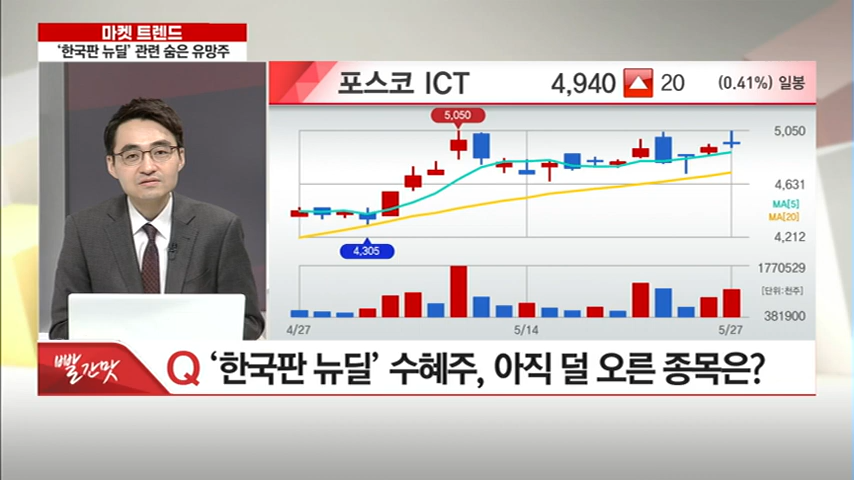 마켓 트렌드
‘한국판 뉴딜’ 관련 숨은 유망주
포스코 ICT
4,940 20 (0.41%) 일봉
5,050
4,305
5,050
4,631
MA[5]
MA[20]
4,212
1770529
[단위:천주]
381900
4/27 5/14 5/27
빨간맛
Q ‘한국판 뉴딜’ 수혜주, 아직 덜 오른 종목은?